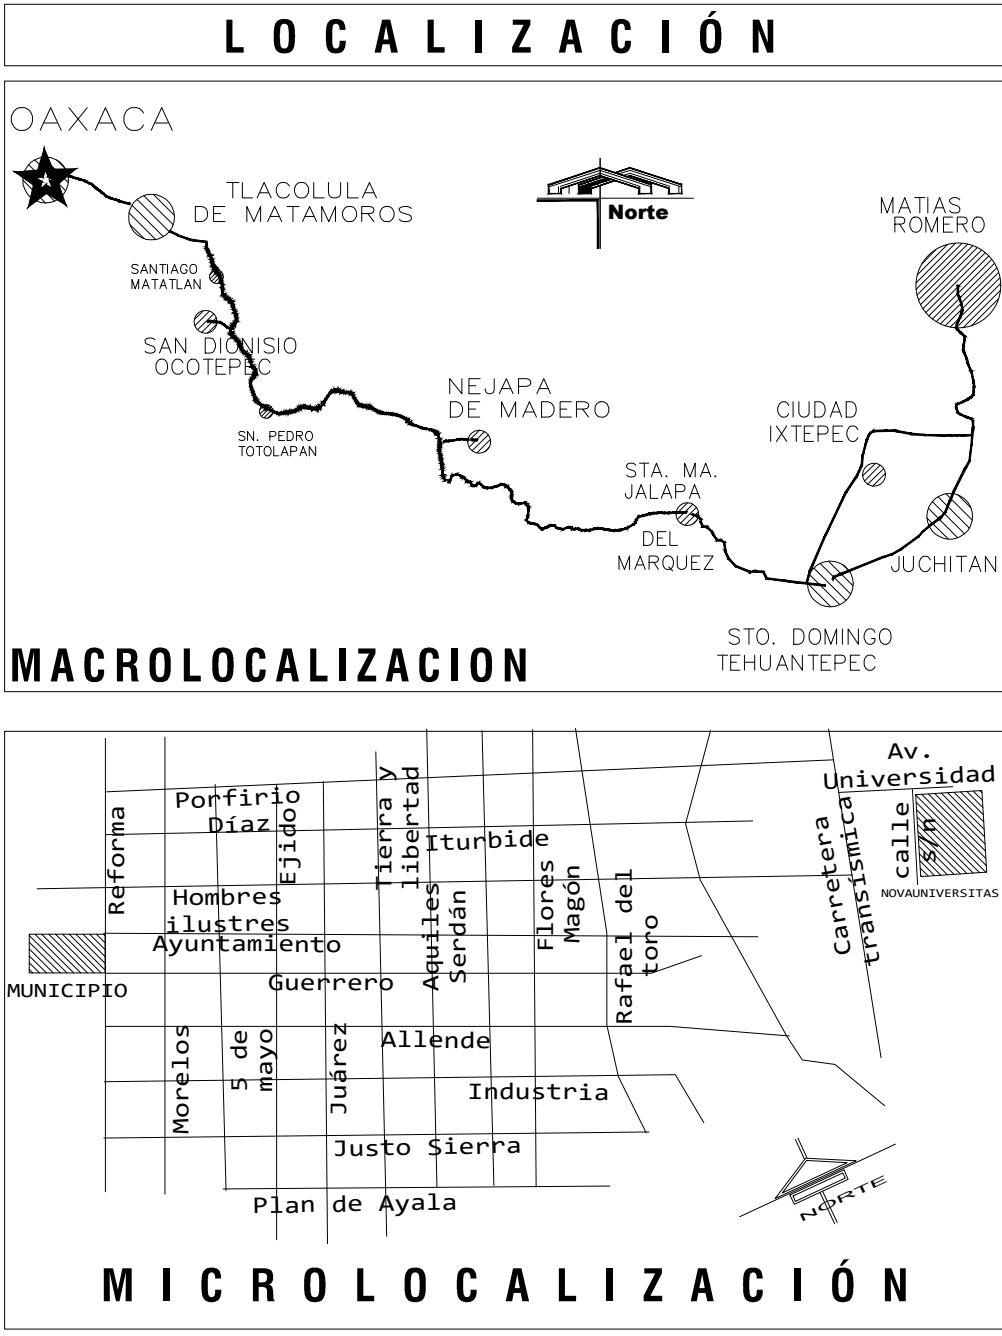 LOCALIZACIÓN
OAXACA
TLACOLULA
DE MATAMOROS
Norte
MATIAS
ROMERO
SANTIAGO
MATATLAN
SAN DIONISIO
OCOTEPEC
NEJAPA
DE MADERO
CIUDAD
IXTEPEC
SN. PEDRO
TOTOLAPAN
STA. MA.
JALAPA
DEL
MARQUEZ
JUCHITAN
STO. DOMINGO
TEHUANTEPEC
MACROLOCALIZACION
Av.
Universidad
Porfirio
Díaz
Reforma
Ejido
Tierra y
libertad
Iturbide
Carretera
transísmica
calle
s/n
NOVAUNIVERSITAS
Hombres
ilustres
Ayuntamiento
Aquiles
Serdán
Flores
Magón
Rafael del
toro
MUNICIPIO
Guerrero
Morelos
5 de
mayo
Juárez
Allende
Industria
Justo Sierra
Plan de Ayala
NORTE
MICROLOCALIZACIÓN